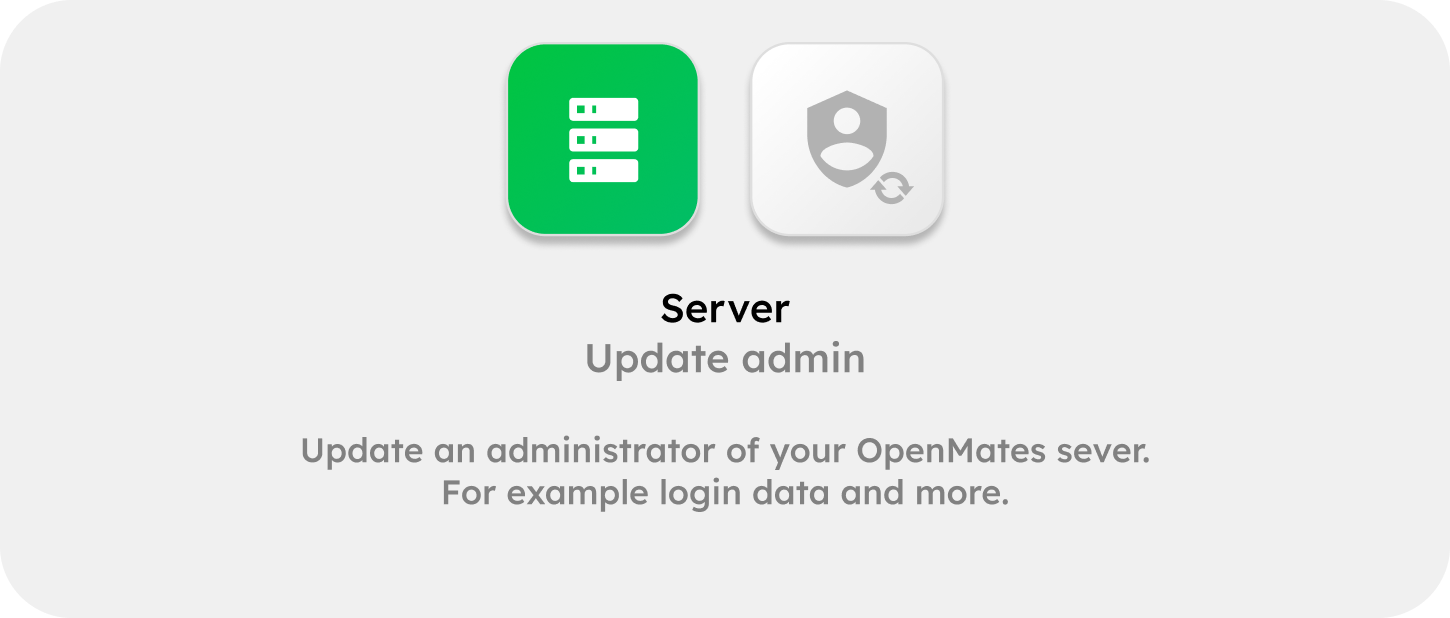 Server
Update admin
Update an administrator of your OpenMates sever.
For example login data and more.